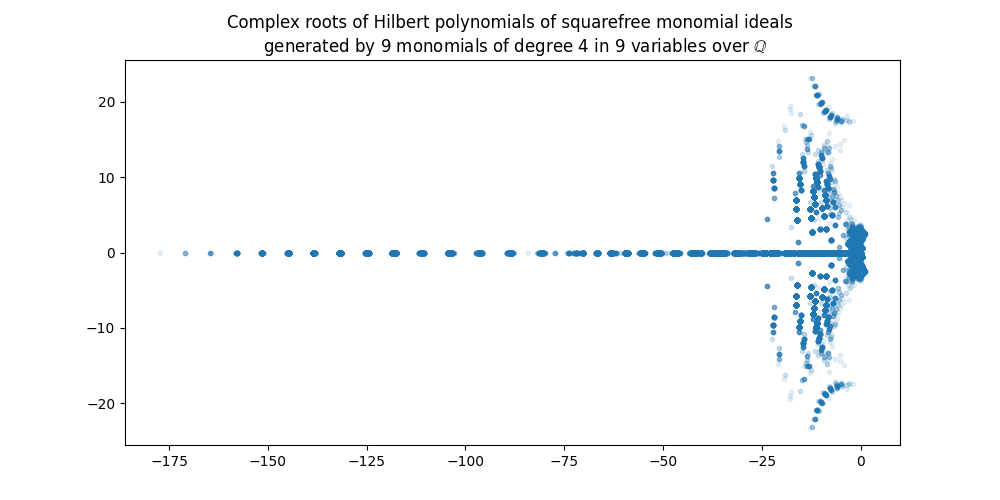 Complex roots of Hilbert polynomials of squarefree monomial ideals
generated by 9 monomials of degree 4 in 9 variables over ℚ
20
10
0
−10
−20
−175 −150 −125 −100 −75 −50 −25 0